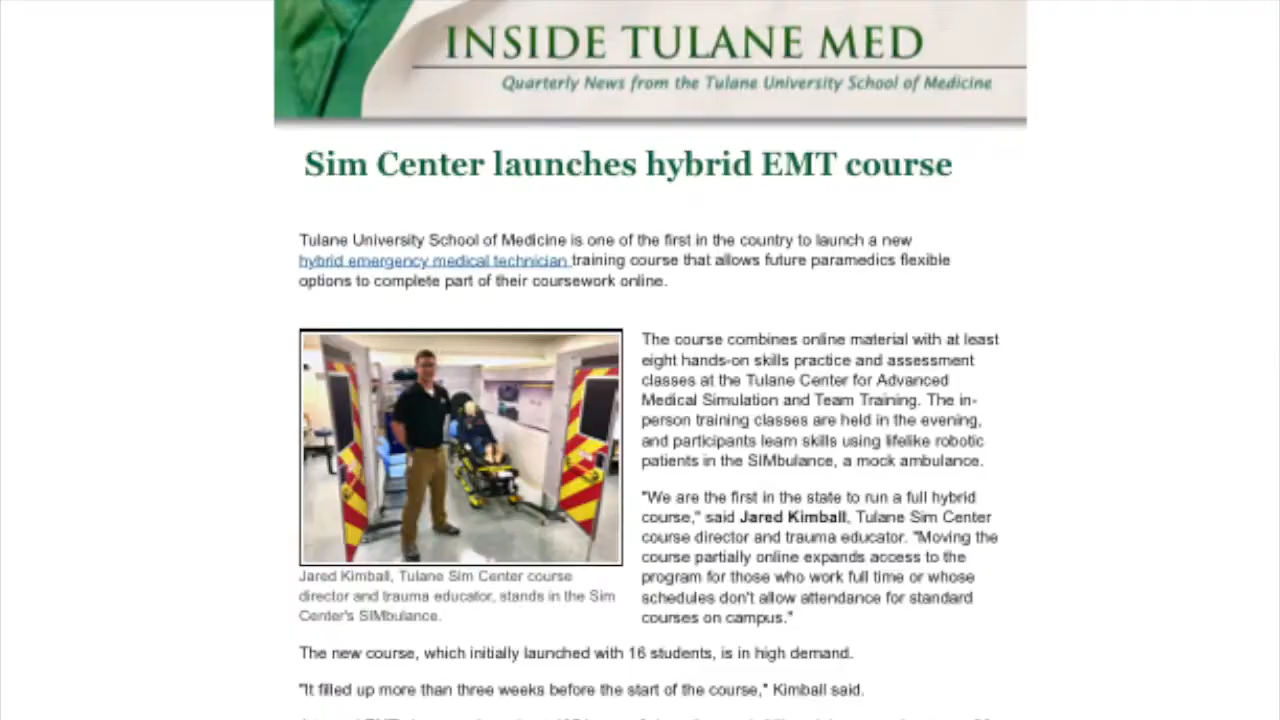 INSIDE TULANE MED
Quarterly News from the Tulane University School of Medicine
Sim Center launches hybrid EMT course
Tulane University School of Medicine is one of the first in the country to launch a new
hybrid emergency medical technician training course that allows future paramedics flexible
options to complete part of their coursework online.
The course combines online material with at least
eight hands-on skills practice and assessment
classes at the Tulane Center for Advanced
Medical Simulation and Team Training. The in-
person training classes are held in the evening,
and participants learn skills using lifelike robotic
patients in the SIMbulance, a mock ambulance.
"We are the first in the state to run a full hybrid
course," said Jared Kimball, Tulane Sim Center
course director and trauma educator. "Moving the
course partially online expands access to the
program for those who work full time or whose
schedules don't allow attendance for standard
courses on campus."
Jared Kimball, Tulane Sim Center course
director and trauma educator, stands in the Sim
Center's SIMbulance.
The new course, which initially launched with 16 students, is in high demand.
"It filled up more than three weeks before the start of the course," Kimball said.